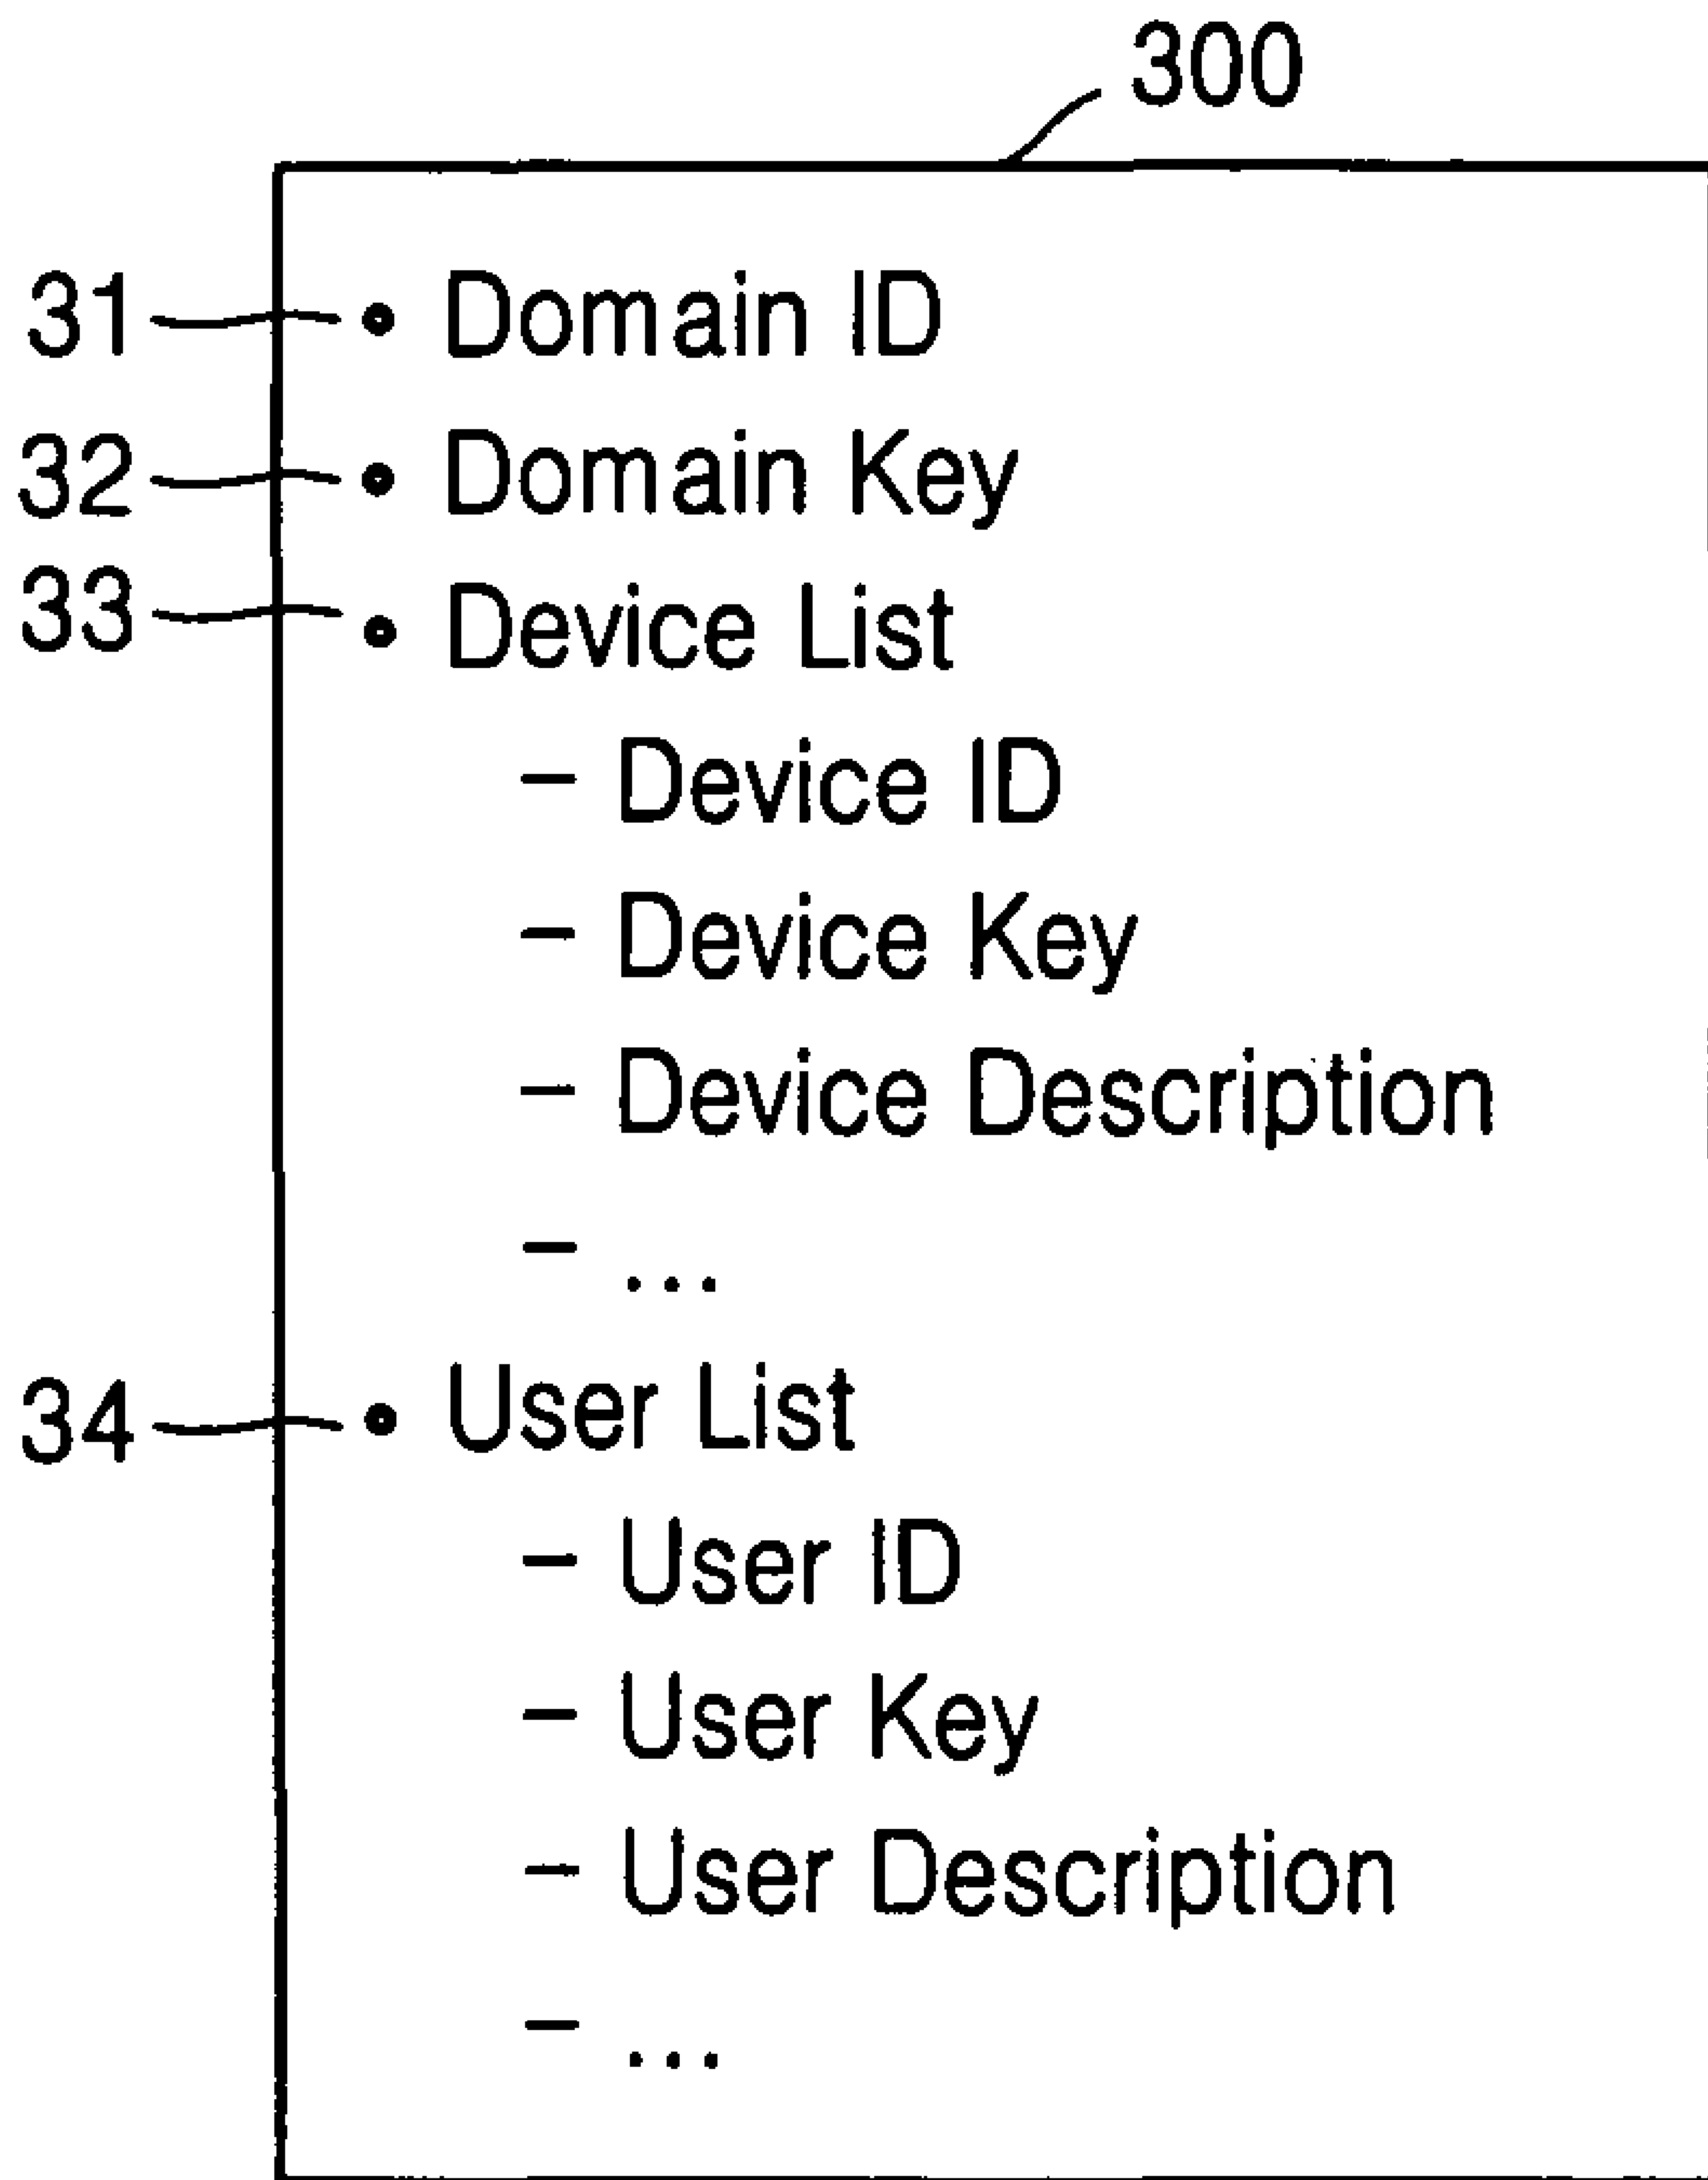 300
31 • Domain ID
32 • Domain Key
33 • Device List
– Device ID
– Device Key
– Device Description
– ...
34 • User List
– User ID
– User Key
– User Description
– ...